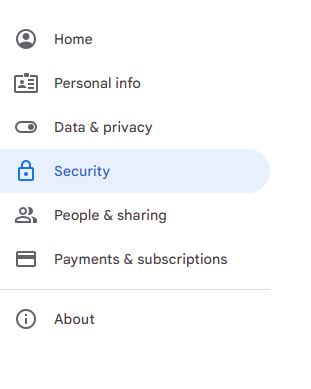 Home
Personal info
Data & privacy
Security
People & sharing
Payments & subscriptions
About